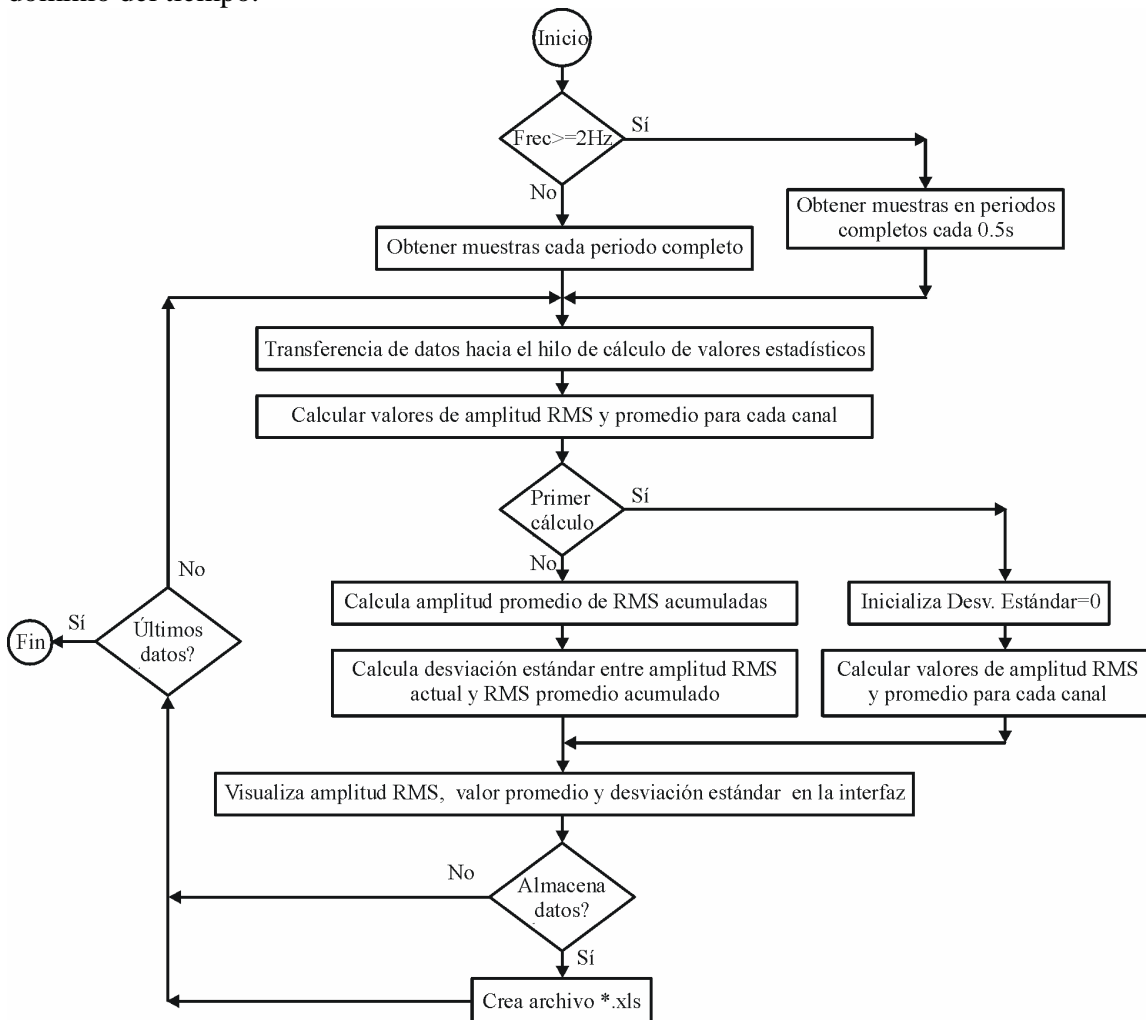 dominio del tiempo.
Inicio
Frec>=2Hz
Sí
No
Obtener muestras en periodos
completos cada 0.5s
Obtener muestras cada periodo completo
Transferencia de datos hacia el hilo de cálculo de valores estadísticos
Calcular valores de amplitud RMS y promedio para cada canal
Primer
cálculo
Sí
No
Calcula amplitud promedio de RMS acumuladas
Inicializa Desv. Estándar=0
Calcula desviación estándar entre amplitud RMS
actual y RMS promedio acumulado
Calcular valores de amplitud RMS
y promedio para cada canal
No
Últimos
datos?
Sí
Fin
Visualiza amplitud RMS, valor promedio y desviación estándar en la interfaz
No
Almacena
datos?
Sí
Crea archivo *.xls